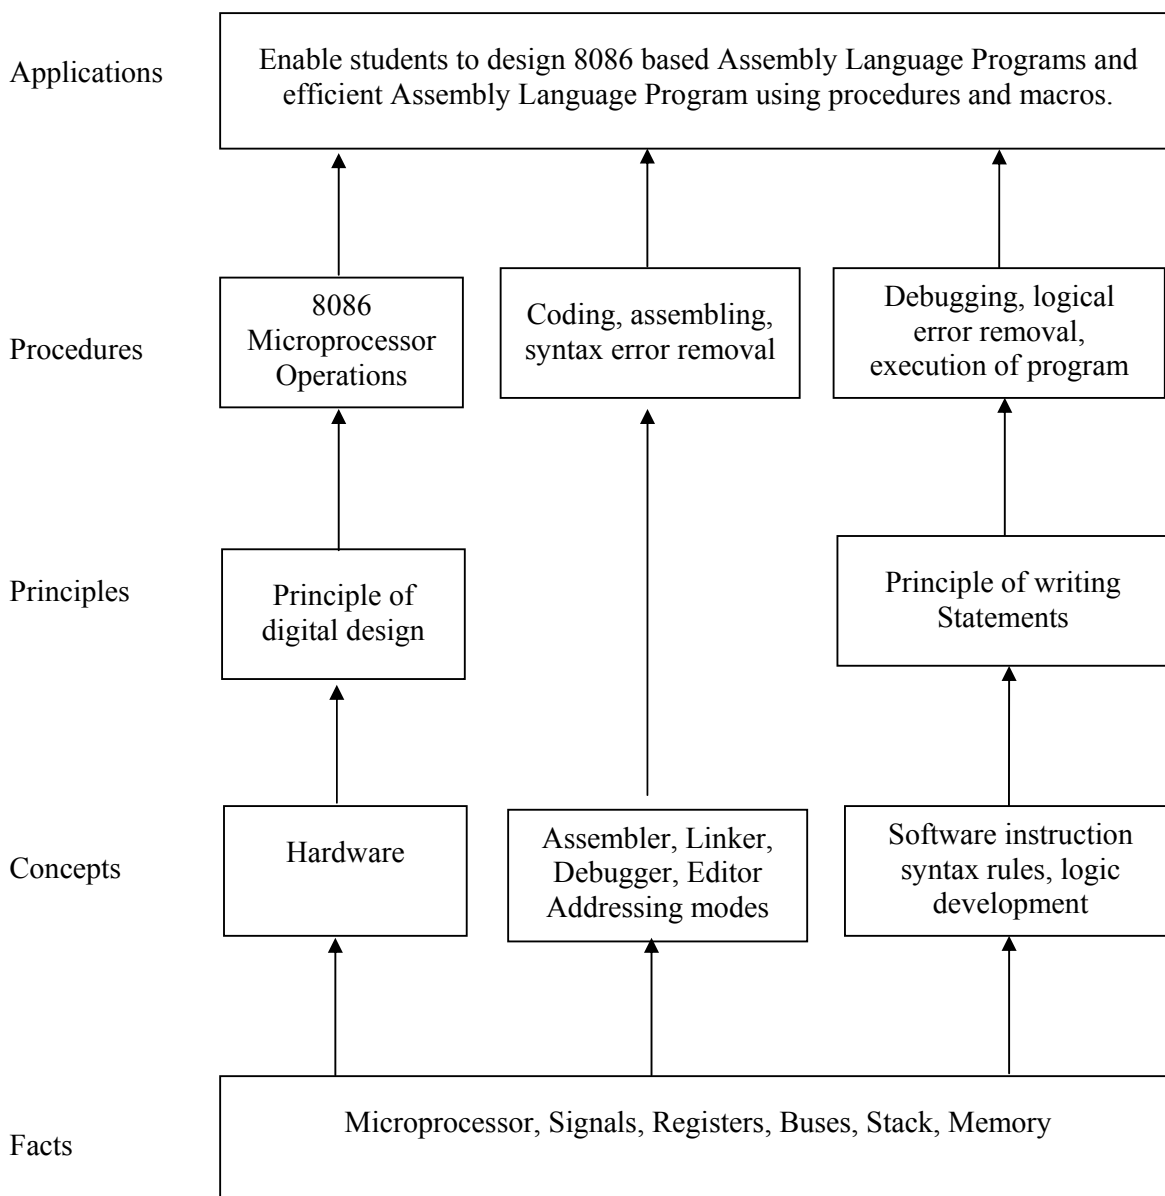 Applications
Enable students to design 8086 based Assembly Language Programs and
efficient Assembly Language Program using procedures and macros.
Procedures
8086
Microprocessor
Operations
Coding, assembling,
syntax error removal
Debugging, logical
error removal,
execution of program
Principles
Principle of
digital design
Principle of writing
Statements
Concepts
Hardware
Assembler, Linker,
Debugger, Editor
Addressing modes
Software instruction
syntax rules, logic
development
Facts
Microprocessor, Signals, Registers, Buses, Stack, Memory